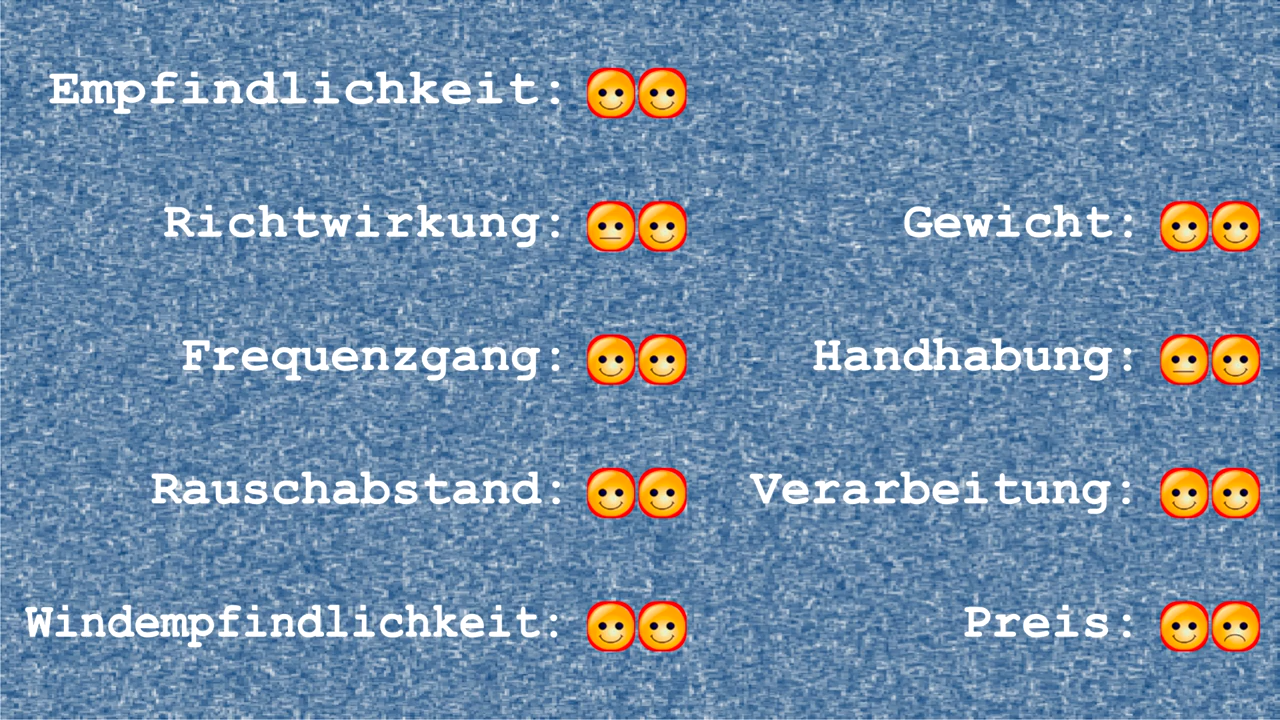 Empfindlichkeit:
Richtwirkung:
Frequenzgang:
Rauschabstand:
Windempfindlichkeit:
Gewicht:
Handhabung:
Verarbeitung:
Preis: